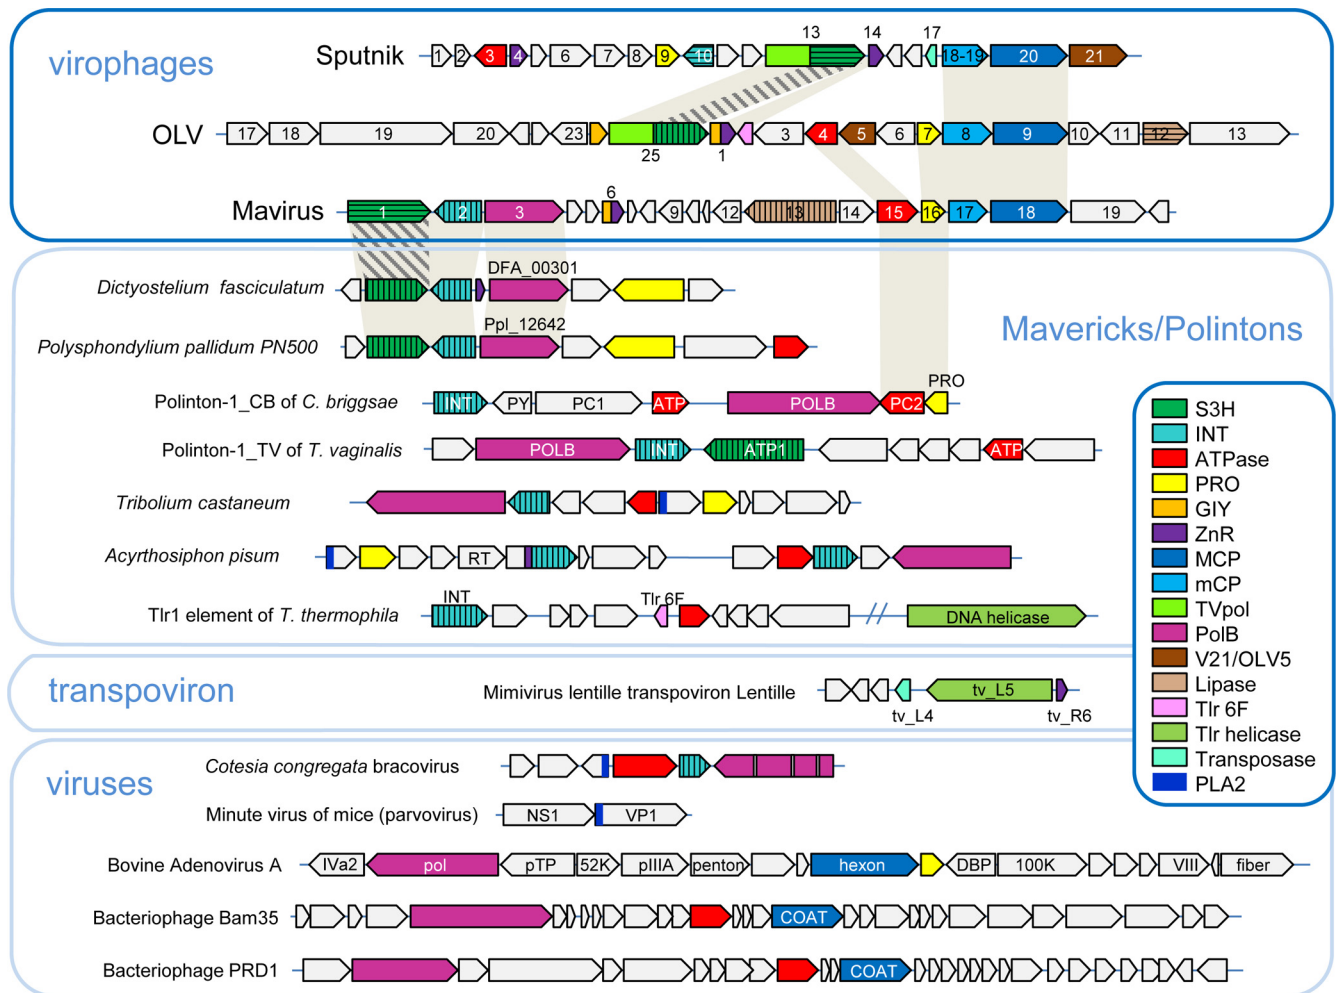 virophages
Sputnik 1 2 3 4 6 7 8 9 10 13 14 17 18-19 20 21
OLV 17 18 19 20 23 25 1 3 4 5 6 7 8 9 10 11 12 13
Mavirus 1 2 3 6 9 12 13 14 15 16 17 18 19
Mavericks/Polintons
Dictyostelium fasciculatum DFA_00301
Polysphondylium pallidum PN500 Ppl_12642
Polinton-1_CB of C. briggsae INT PY PC1 ATP POLB PC2 PRO
Polinton-1_TV of T. vaginalis POLB INT ATP1 ATP
Tribolium castaneum
Acyrthosiphon pisum RT
Tlr1 element of T. thermophila INT Tlr 6F DNA helicase
S3H
INT
ATPase
PRO
GIY
ZnR
MCP
mCP
TVpol
PolB
V21/OLV5
Lipase
Tlr 6F
Tlr helicase
Transposase
PLA2
transpoviron
Mimivirus lentille transpoviron Lentille tv_L4 tv_L5 tv_R6
viruses
Cotesia congregata bracovirus
Minute virus of mice (parvovirus) NS1 VP1
Bovine Adenovirus A IVa2 pol pTP 52K pIIIA penton hexon DBP 100K VIII fiber
Bacteriophage Bam35 COAT
Bacteriophage PRD1 COAT